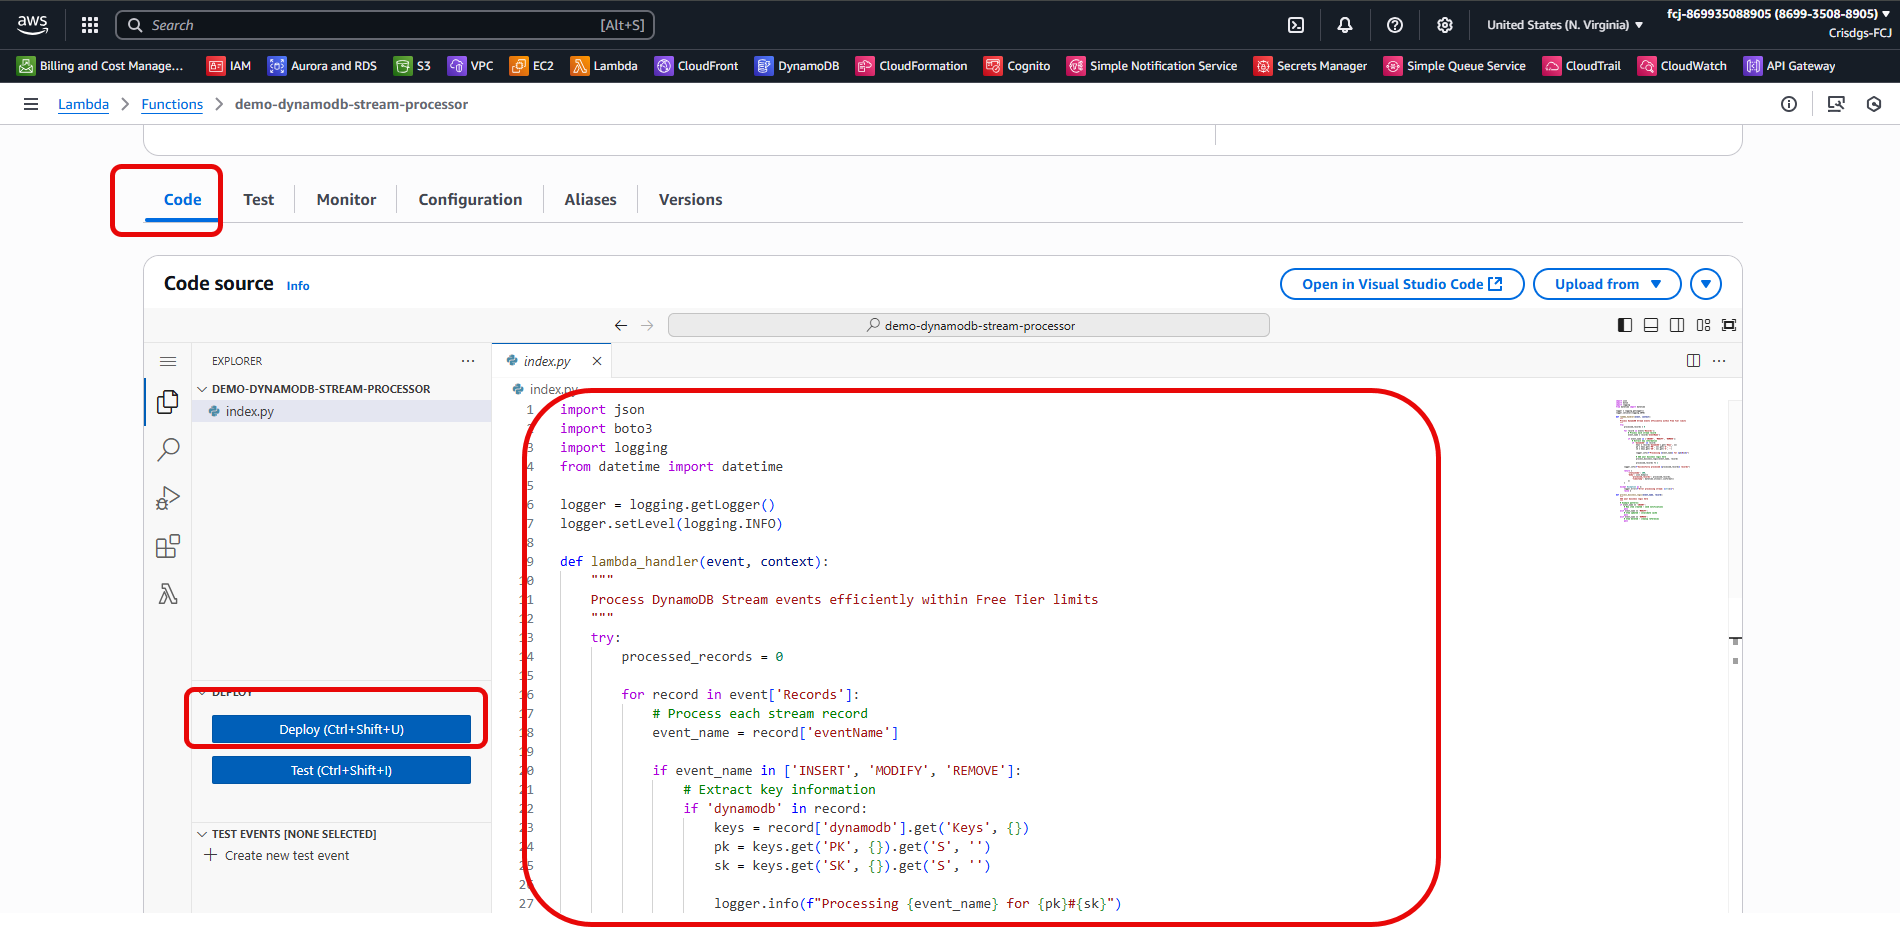 aws
Search [Alt+S]
United States (N. Virginia)
fcj-869935088905 (8699-3508-8905)
Crisdgs-FCJ
Billing and Cost Manage... IAM Aurora and RDS S3 VPC EC2 Lambda CloudFront DynamoDB CloudFormation Cognito Simple Notification Service Secrets Manager Simple Queue Service CloudTrail CloudWatch API Gateway
Lambda Functions demo-dynamodb-stream-processor
Code Test Monitor Configuration Aliases Versions
Code source Info
Open in Visual Studio Code Upload from
demo-dynamodb-stream-processor
EXPLORER
DEMO-DYNAMODB-STREAM-PROCESSOR
index.py
DEPLOY
Deploy (Ctrl+Shift+U)
Test (Ctrl+Shift+I)
TEST EVENTS [NONE SELECTED]
Create new test event
index.py
index.py
1 import json
2 import boto3
3 import logging
4 from datetime import datetime
5
6 logger = logging.getLogger()
7 logger.setLevel(logging.INFO)
8
9 def lambda_handler(event, context):
10 """
11 Process DynamoDB Stream events efficiently within Free Tier limits
12 """
13 try:
14 processed_records = 0
15
16 for record in event['Records']:
17 # Process each stream record
18 event_name = record['eventName']
19
20 if event_name in ['INSERT', 'MODIFY', 'REMOVE']:
21 # Extract key information
22 if 'dynamodb' in record:
23 keys = record['dynamodb'].get('Keys', {})
24 pk = keys.get('PK', {}).get('S', '')
25 sk = keys.get('SK', {}).get('S', '')
26
27 logger.info(f"Processing {event_name} for {pk}#{sk}")